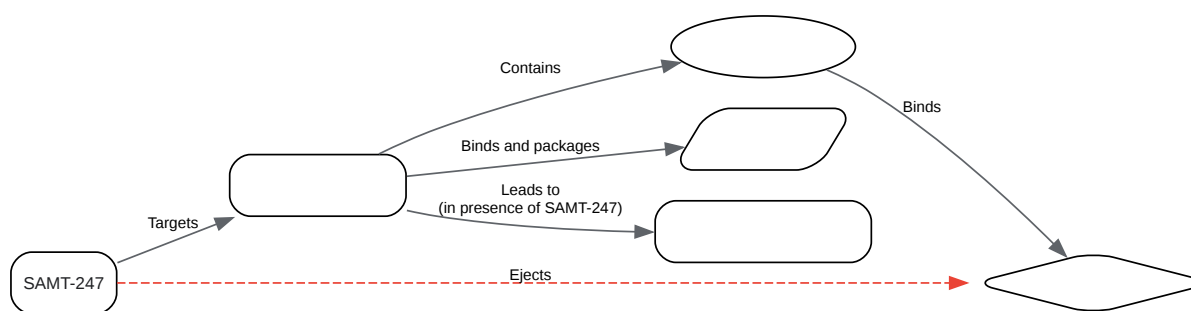 Contains
Binds
Binds and packages
Leads to
(in presence of SAMT-247)
Targets
Ejects
SAMT-247